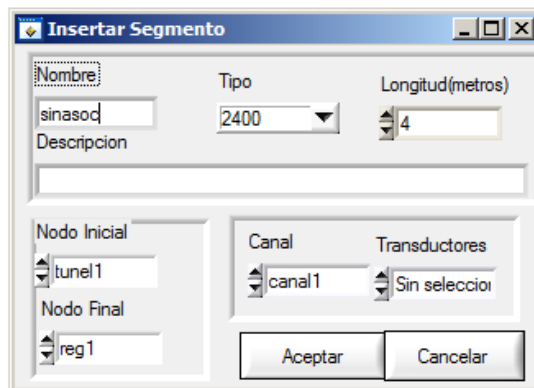 Insertar Segmento
Nombre Tipo Longitud(metros)
sinasoc 2400 4
Descripcion
Nodo Inicial Canal Transductores
tunel1 canal1 Sin seleccior
Nodo Final
reg1 Aceptar Cancelar